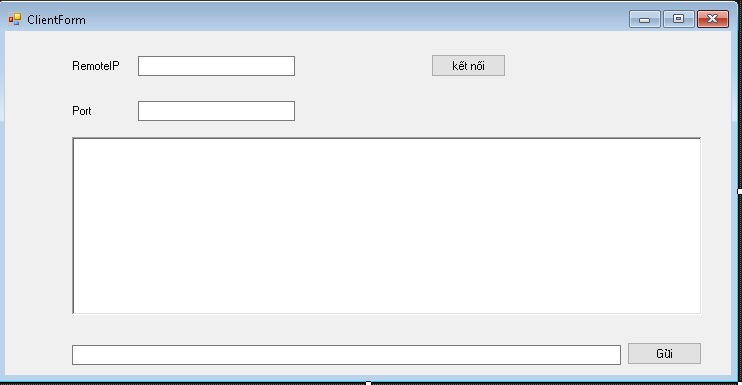 ClientForm
RemoteIP
kết nối
Port
Gửi